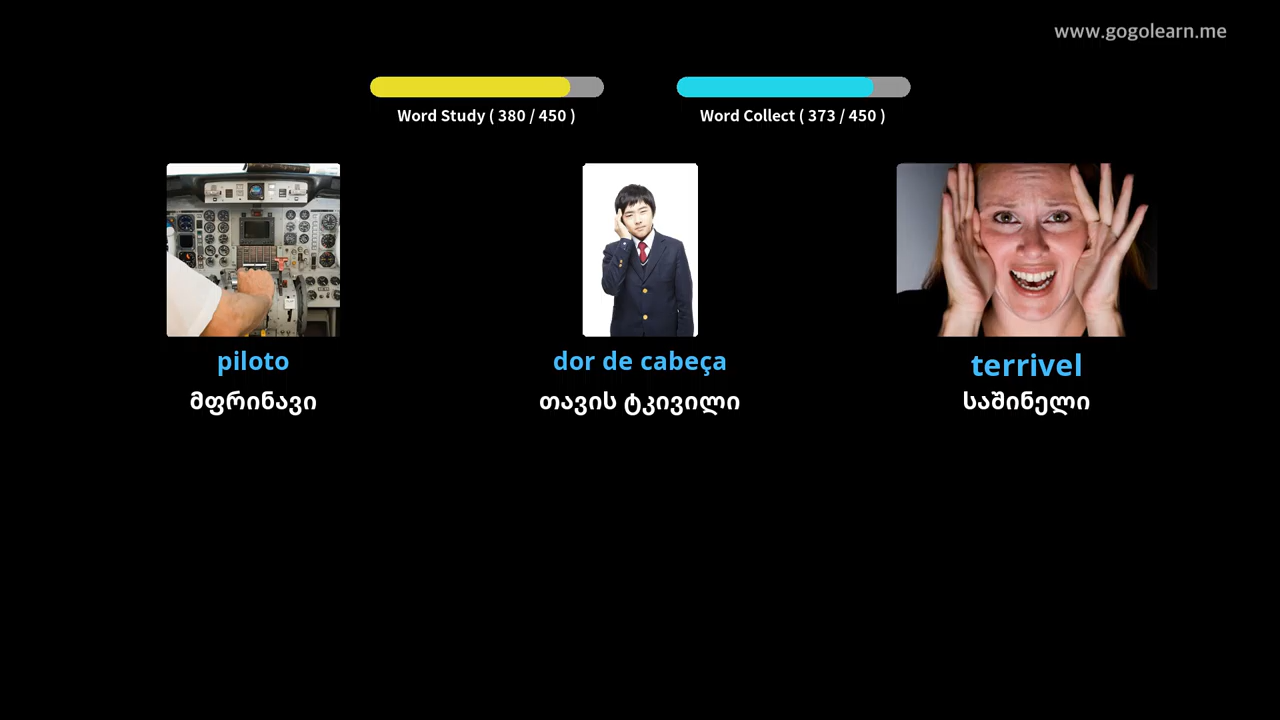 www.gogolearn.me
Word Study ( 380 / 450 )
Word Collect ( 373 / 450 )
piloto
მფრინავი
dor de cabeça
თავის ტკივილი
terrivel
საშინელი